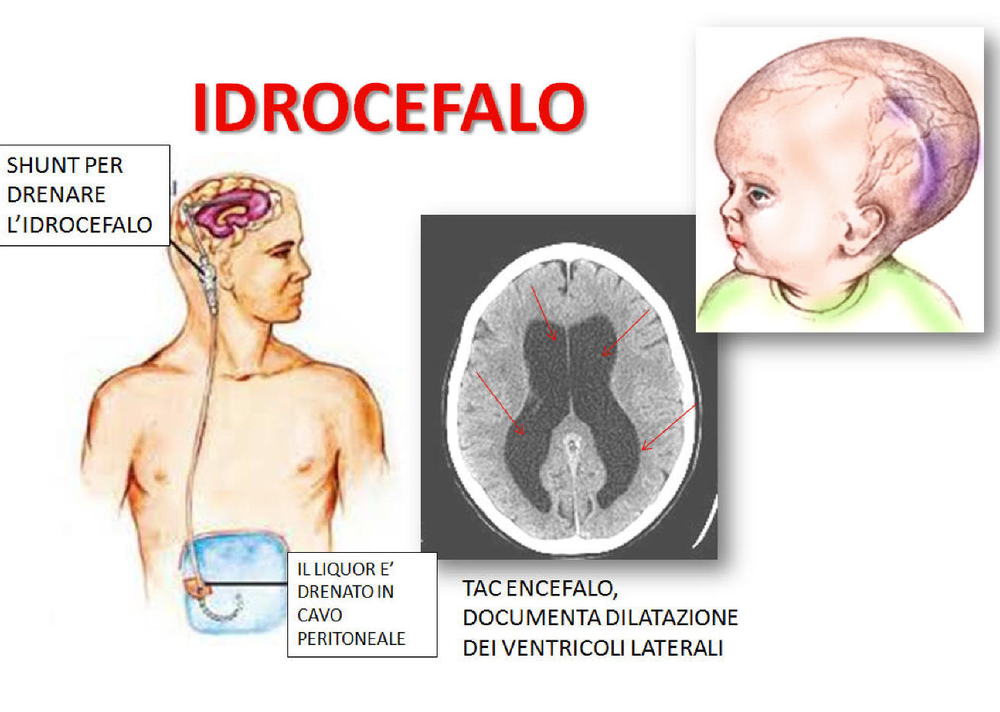 IDROCEFALO
SHUNT PER
DRENARE
L'IDROCEFALO
IL LIQUOR E'
DRENATO IN
CAVO
PERITONEALE
TAC ENCEFALO,
DOCUMENTA DILATAZIONE
DEI VENTRICOLI LATERALI